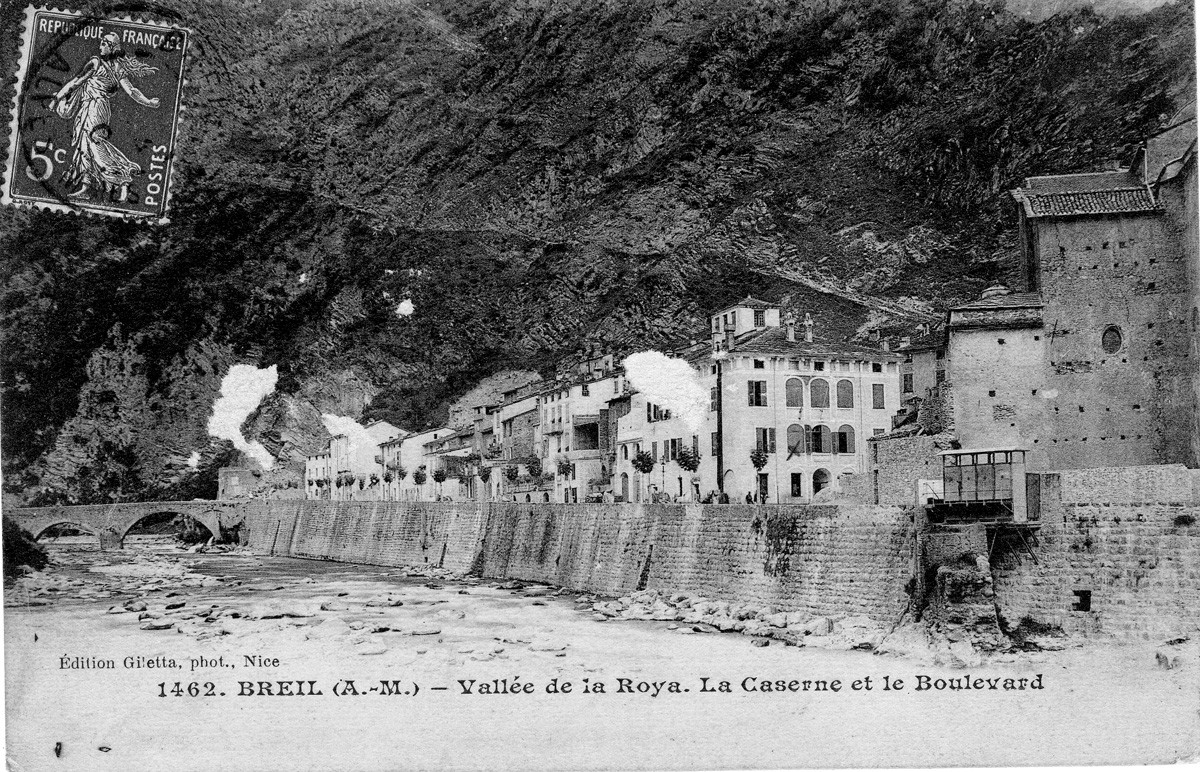 REPUBLIQUE FRANÇAISE
5c
POSTES
Édition Giletta, phot., Nice
1462. BREIL (A.-M.) — Vallée de la Roya. La Caserne et le Boulevard